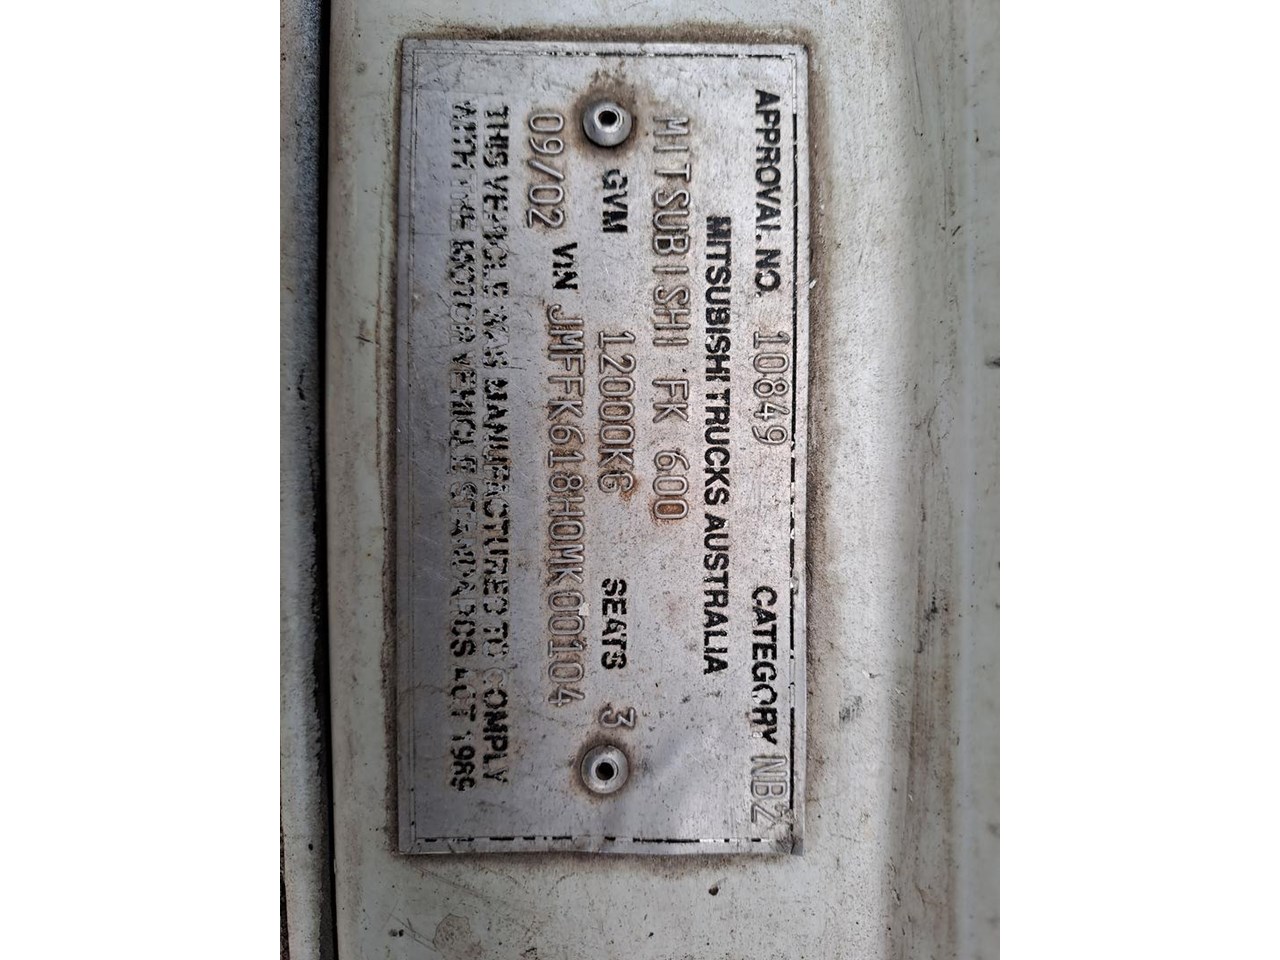 APPROVAL NO. 10849 CATEGORY NB2
MITSUBISHI TRUCKS AUSTRALIA
MITSUBISHI FK 600
GVM 12000KG SEATS 3
09/02 VIN JMFFK618H0MK00104
THIS VEHICLE WAS MANUFACTURED TO COMPLY
WITH THE MOTOR VEHICLE STANDARDS ACT 1989